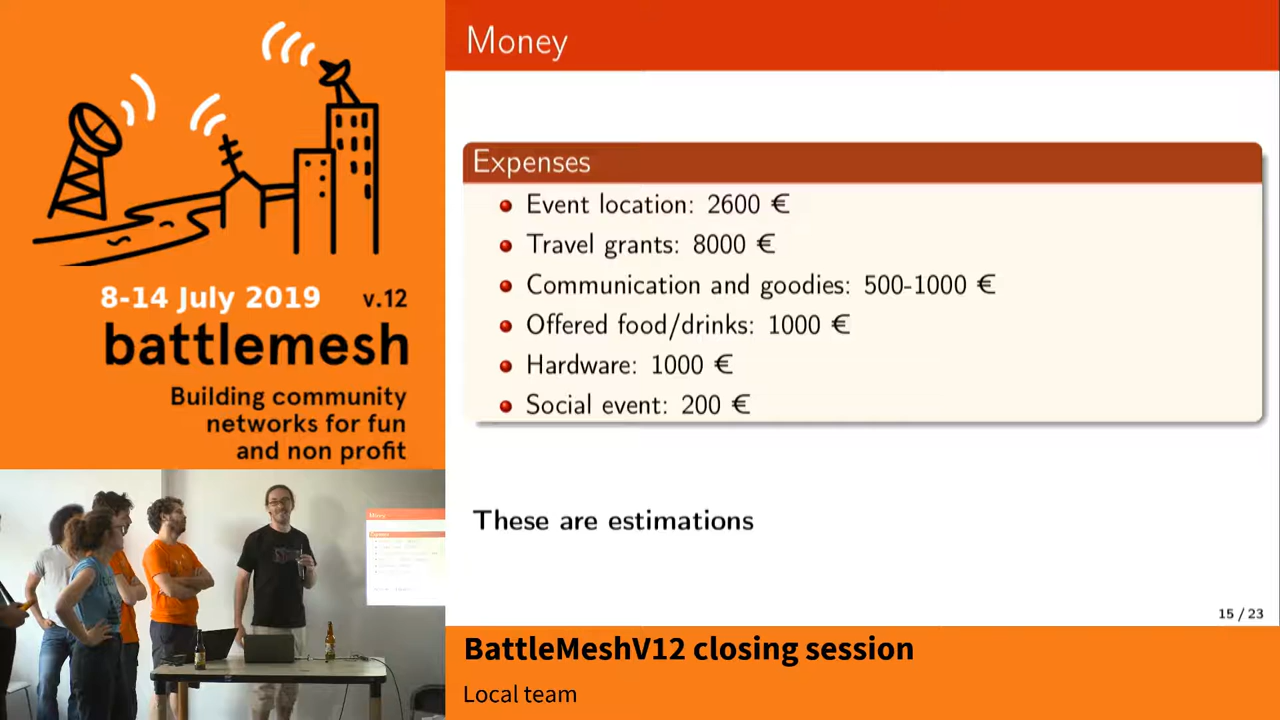 8-14 July 2019 v.12
battlemesh
Building community
networks for fun
and non profit
Money
Expenses
Event location: 2600 €
Travel grants: 8000 €
Communication and goodies: 500-1000 €
Offered food/drinks: 1000 €
Hardware: 1000 €
Social event: 200 €
These are estimations
15 / 23
BattleMeshV12 closing session
Local team
Money
Expenses